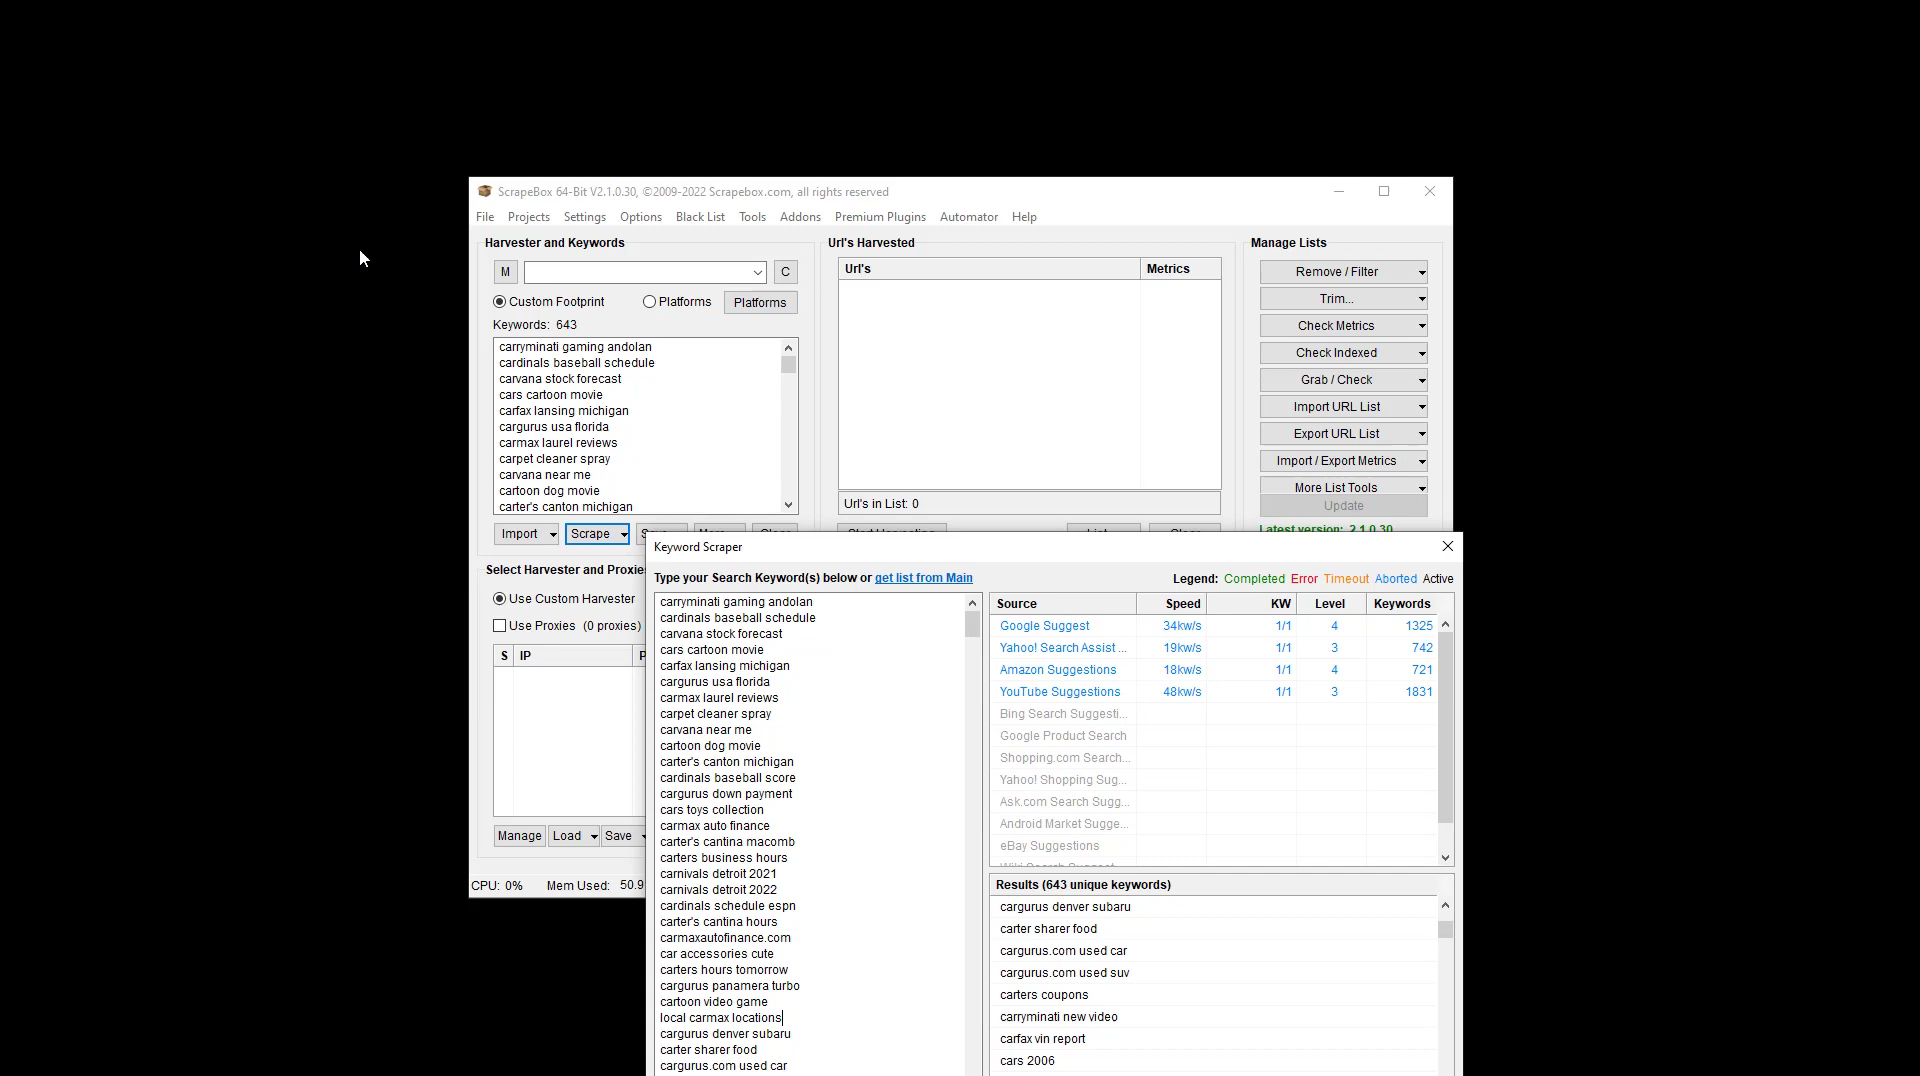 ScrapeBox 64-Bit V2.1.0.30, ©2009-2022 Scrapebox.com, all rights reserved
File Projects Settings Options Black List Tools Addons Premium Plugins Automator Help
Harvester and Keywords
M
C
Custom Footprint
Platforms
Platforms
Keywords: 643
carryminati gaming andolan
cardinals baseball schedule
carvana stock forecast
cars cartoon movie
carfax lansing michigan
cargurus usa florida
carmax laurel reviews
carpet cleaner spray
carvana near me
cartoon dog movie
carter's canton michigan
Import
Scrape
Url's Harvested
Url's Metrics
Url's in List: 0
Manage Lists
Remove / Filter
Trim...
Check Metrics
Check Indexed
Grab / Check
Import URL List
Export URL List
Import / Export Metrics
More List Tools
Update
Latest version: 2.1.0.30
Select Harvester and Proxies
Use Custom Harvester
Use Proxies (0 proxies)
S IP P
Manage
Load
Save
CPU: 0% Mem Used: 50.9
Keyword Scraper
Type your Search Keyword(s) below or get list from Main
carryminati gaming andolan
cardinals baseball schedule
carvana stock forecast
cars cartoon movie
carfax lansing michigan
cargurus usa florida
carmax laurel reviews
carpet cleaner spray
carvana near me
cartoon dog movie
carter's canton michigan
cardinals baseball score
cargurus down payment
cars toys collection
carmax auto finance
carter's cantina macomb
carters business hours
carnivals detroit 2021
carnivals detroit 2022
cardinals schedule espn
carter's cantina hours
carmaxautofinance.com
car accessories cute
carters hours tomorrow
cargurus panamera turbo
cartoon video game
local carmax locations
cargurus denver subaru
carter sharer food
cargurus.com used car
Legend: Completed Error Timeout Aborted Active
Source Speed KW Level Keywords
Google Suggest 34kw/s 1/1 4 1325
Yahoo! Search Assist ... 19kw/s 1/1 3 742
Amazon Suggestions 18kw/s 1/1 4 721
YouTube Suggestions 48kw/s 1/1 3 1831
Bing Search Suggesti...
Google Product Search
Shopping.com Search...
Yahoo! Shopping Sug...
Ask.com Search Sugg...
Android Market Sugge...
eBay Suggestions
Results (643 unique keywords)
cargurus denver subaru
carter sharer food
cargurus.com used car
cargurus.com used suv
carters coupons
carryminati new video
carfax vin report
cars 2006